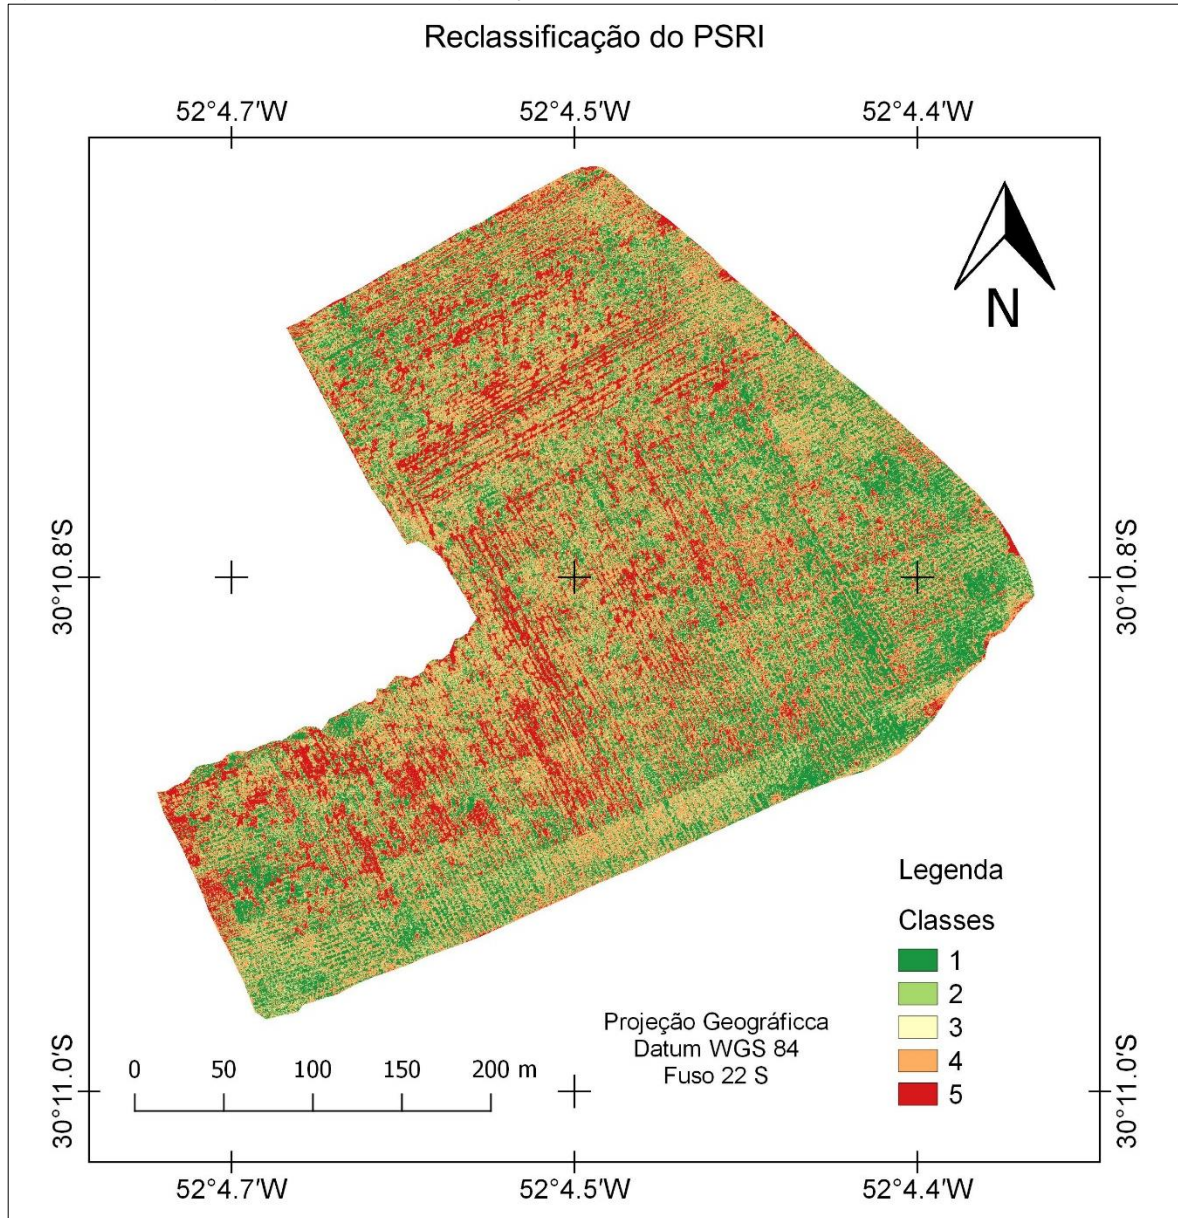 Reclassificação do PSRI
52°4.7'W 52°4.5'W 52°4.4'W
N
30°10.8'S 30°10.8'S
Legenda
Classes
1
2
3
4
5
Projeção Geográficca
Datum WGS 84
Fuso 22 S
0 50 100 150 200 m
30°11.0'S 30°11.0'S
52°4.7'W 52°4.5'W 52°4.4'W